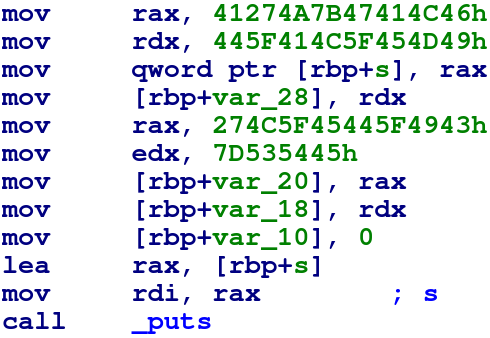 mov rax, 41274A7B47414C46h
mov rdx, 445F414C5F454D49h
mov qword ptr [rbp+s], rax
mov [rbp+var_28], rdx
mov rax, 274C5F45445F4943h
mov edx, 7D535445h
mov [rbp+var_20], rax
mov [rbp+var_18], rdx
mov [rbp+var_10], 0
lea rax, [rbp+s]
mov rdi, rax ; s
call _puts